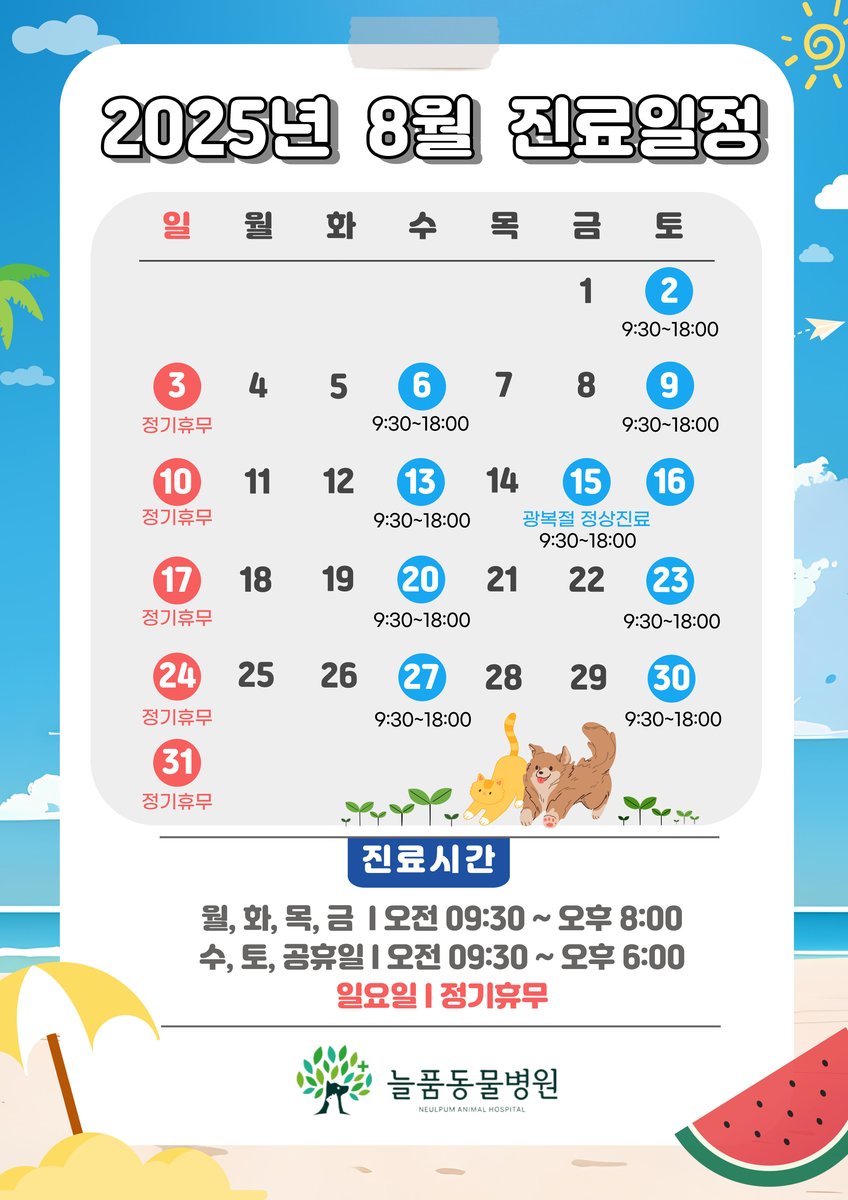 2025년 8월 진료일정
일 월 화 수 목 금 토
1 2
9:30~18:00
3 4 5 6 7 8 9
정기휴무 9:30~18:00 9:30~18:00
10 11 12 13 14 15 16
정기휴무 9:30~18:00 광복절 정상진료
9:30~18:00
17 18 19 20 21 22 23
정기휴무 9:30~18:00 9:30~18:00
24 25 26 27 28 29 30
정기휴무 9:30~18:00 9:30~18:00
31
정기휴무
진료시간
월, 화, 목, 금 | 오전 09:30 ~ 오후 8:00
수, 토, 공휴일 | 오전 09:30 ~ 오후 6:00
일요일 | 정기휴무
늘품동물병원
NEULPUM ANIMAL HOSPITAL